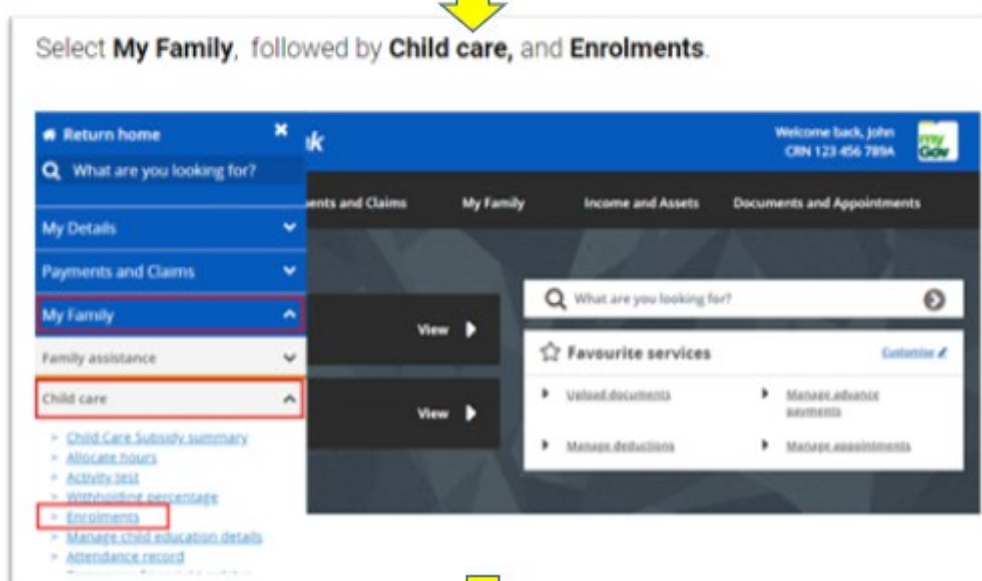 Select My Family, followed by Child care, and Enrolments.
Return home
What are you looking for?
My Details
Payments and Claims
My Family
Family assistance
Child care
Child Care Subsidy summary
Allocate hours
Activity test
Withholding percentage
Enrolments
Manage child education details
Attendance record
Welcome back, John
CRN 123 456 789A
my
Gov
and Claims
My Family
Income and Assets
Documents and Appointments
What are you looking for?
View
Favourite services
Customise
Upload documents
Manage advance
payments
View
Manage deductions
Manage appointments